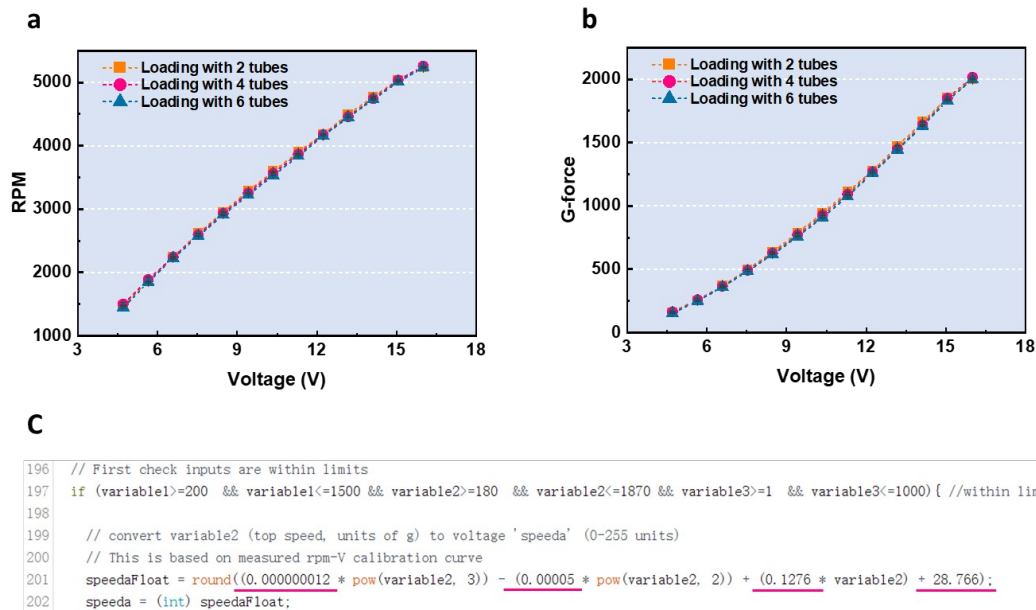 a
5000
4000
3000
2000
1000
RPM
Loading with 2 tubes
Loading with 4 tubes
Loading with 6 tubes
3 6 9 12 15 18
Voltage (V)
b
2000
1500
1000
500
0
G-force
Loading with 2 tubes
Loading with 4 tubes
Loading with 6 tubes
3 6 9 12 15 18
Voltage (V)
C
196 // First check inputs are within limits
197 if (variable1>=200 && variable1<=1500 && variable2>=180 && variable2<=1870 && variable3>=1 && variable3<=1000){ //within lim
198
199 // convert variable2 (top speed, units of g) to voltage 'speeda' (0-255 units)
200 // This is based on measured rpm-V calibration curve
201 speedaFloat = round((0.000000012 * pow(variable2, 3)) - (0.00005 * pow(variable2, 2)) + (0.1276 * variable2) + 28.766);
202 speeda = (int) speedaFloat;